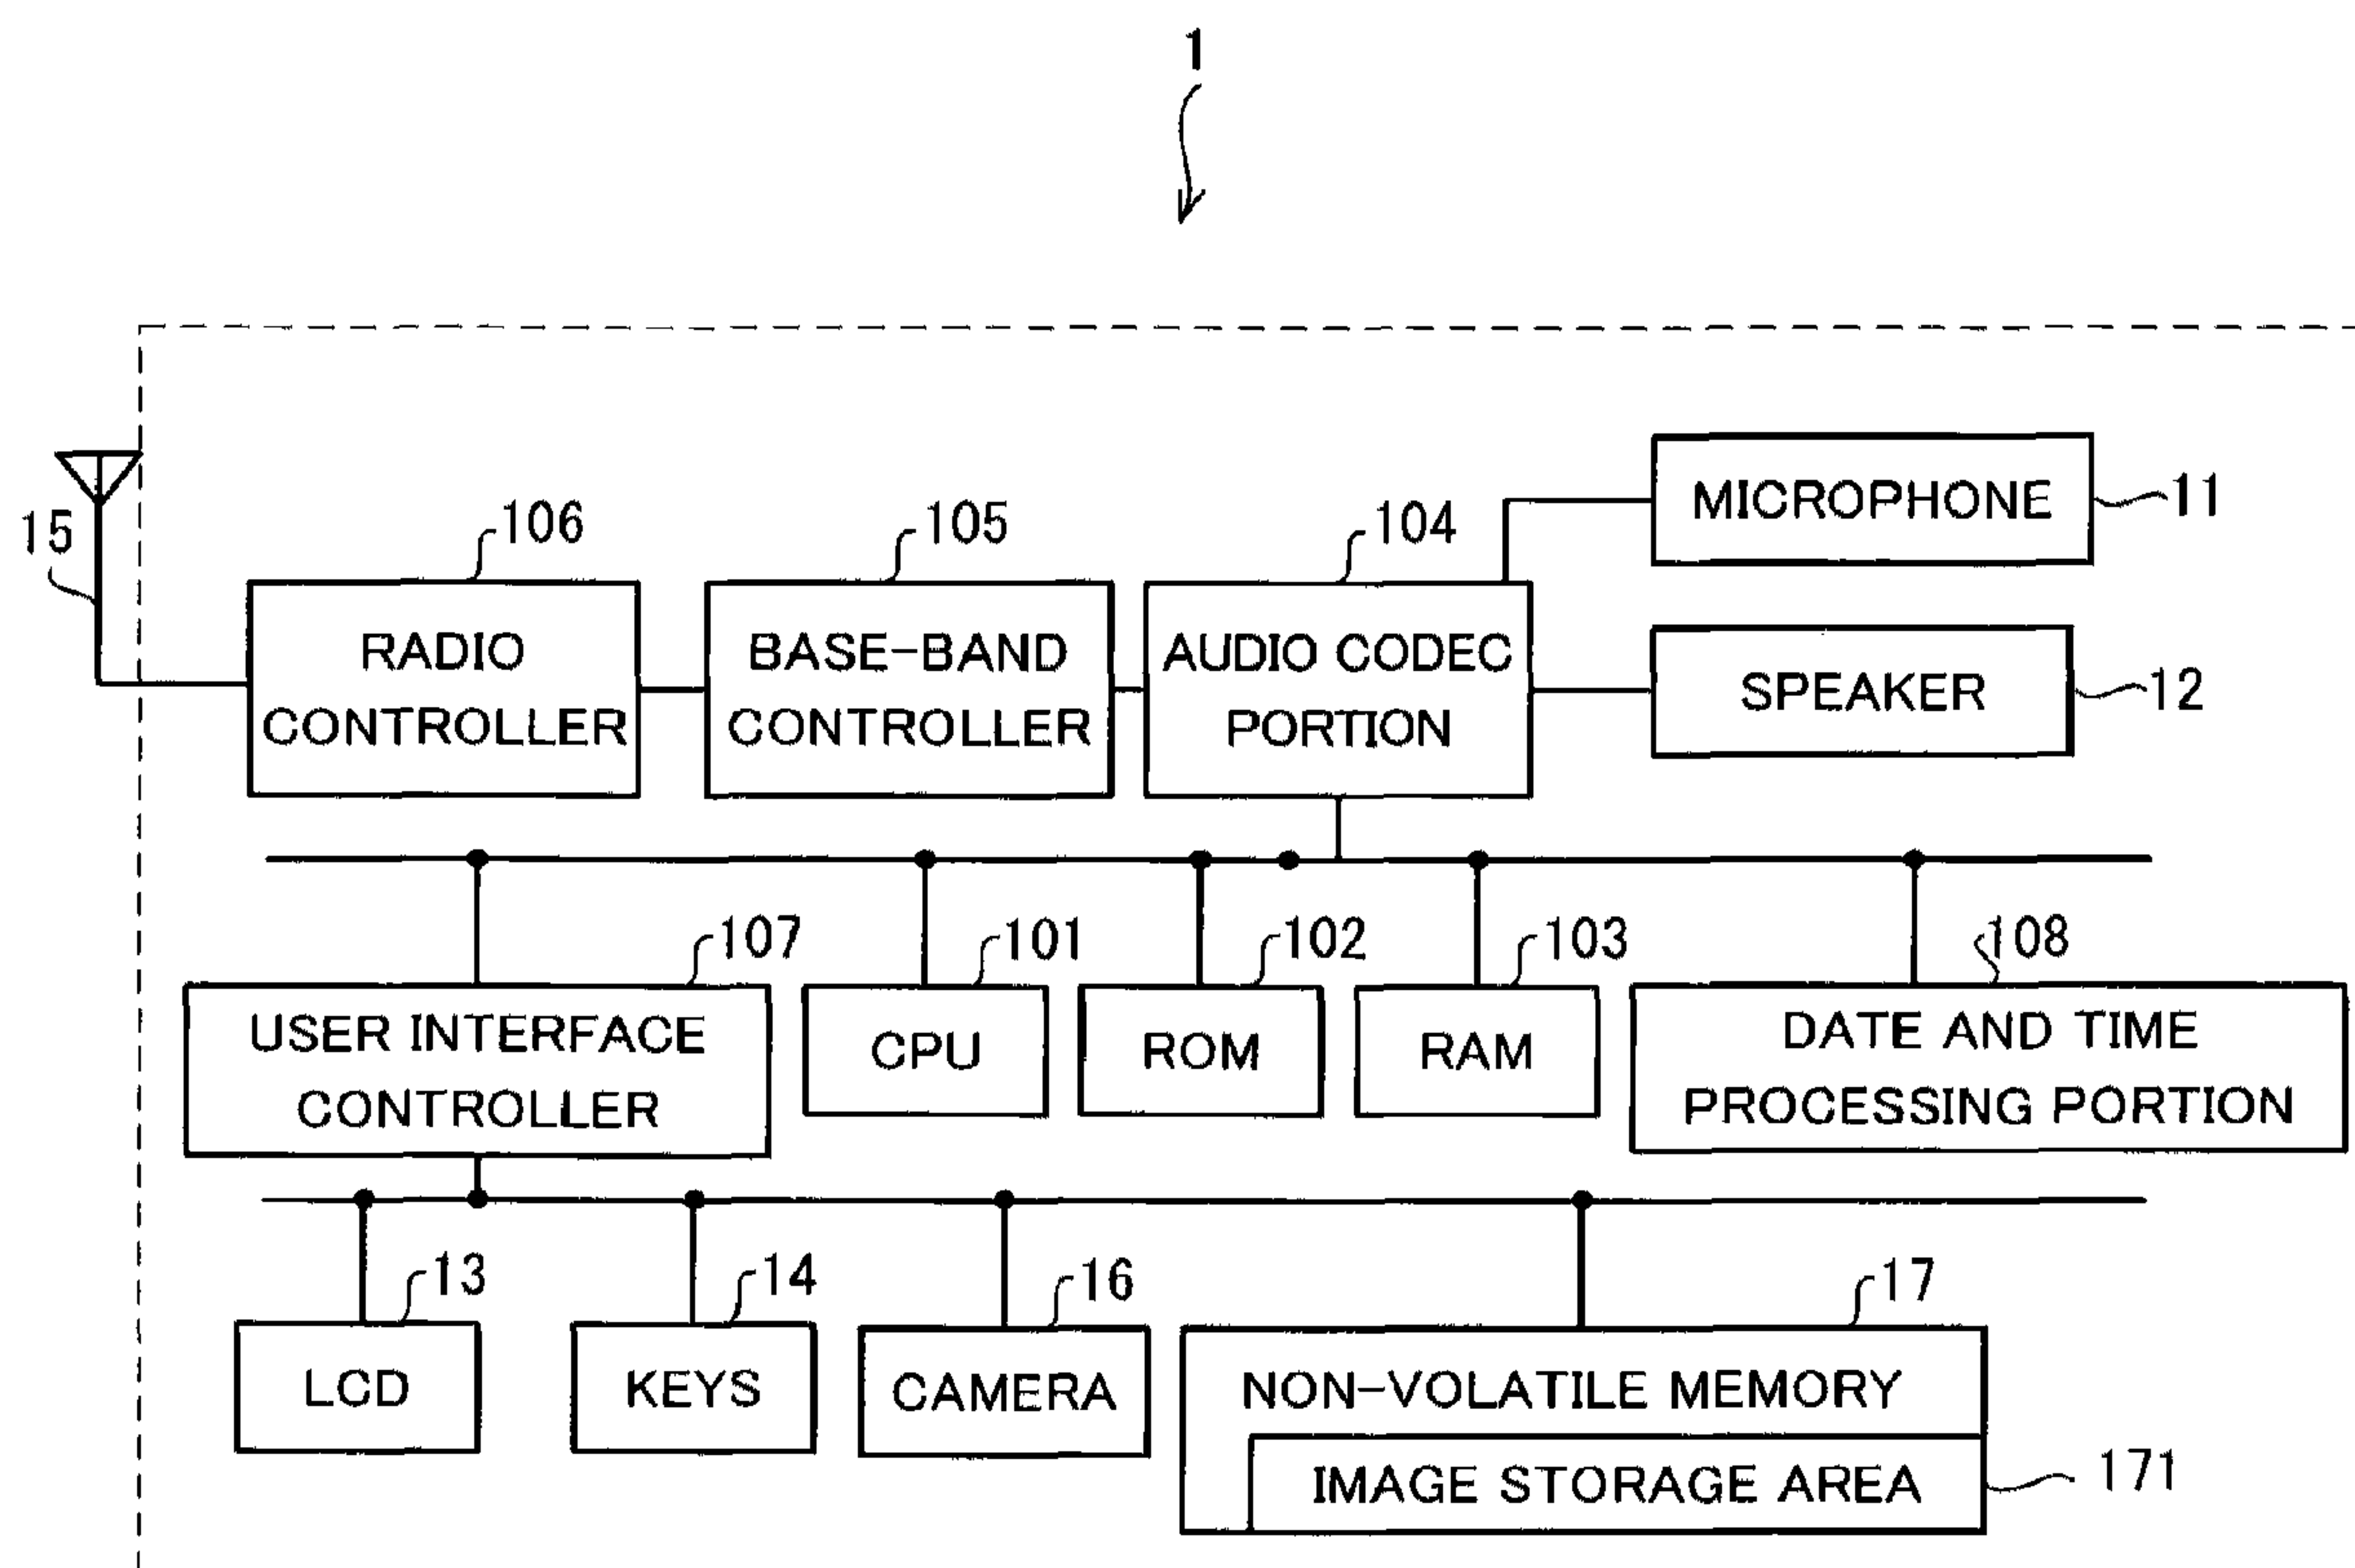 1
MICROPHONE
11
15
106
105
104
RADIO
CONTROLLER
BASE-BAND
CONTROLLER
AUDIO CODEC
PORTION
SPEAKER
12
107
101
102
103
108
USER INTERFACE
CONTROLLER
CPU
ROM
RAM
DATE AND TIME
PROCESSING PORTION
13
14
16
17
LCD
KEYS
CAMERA
NON-VOLATILE MEMORY
IMAGE STORAGE AREA
171